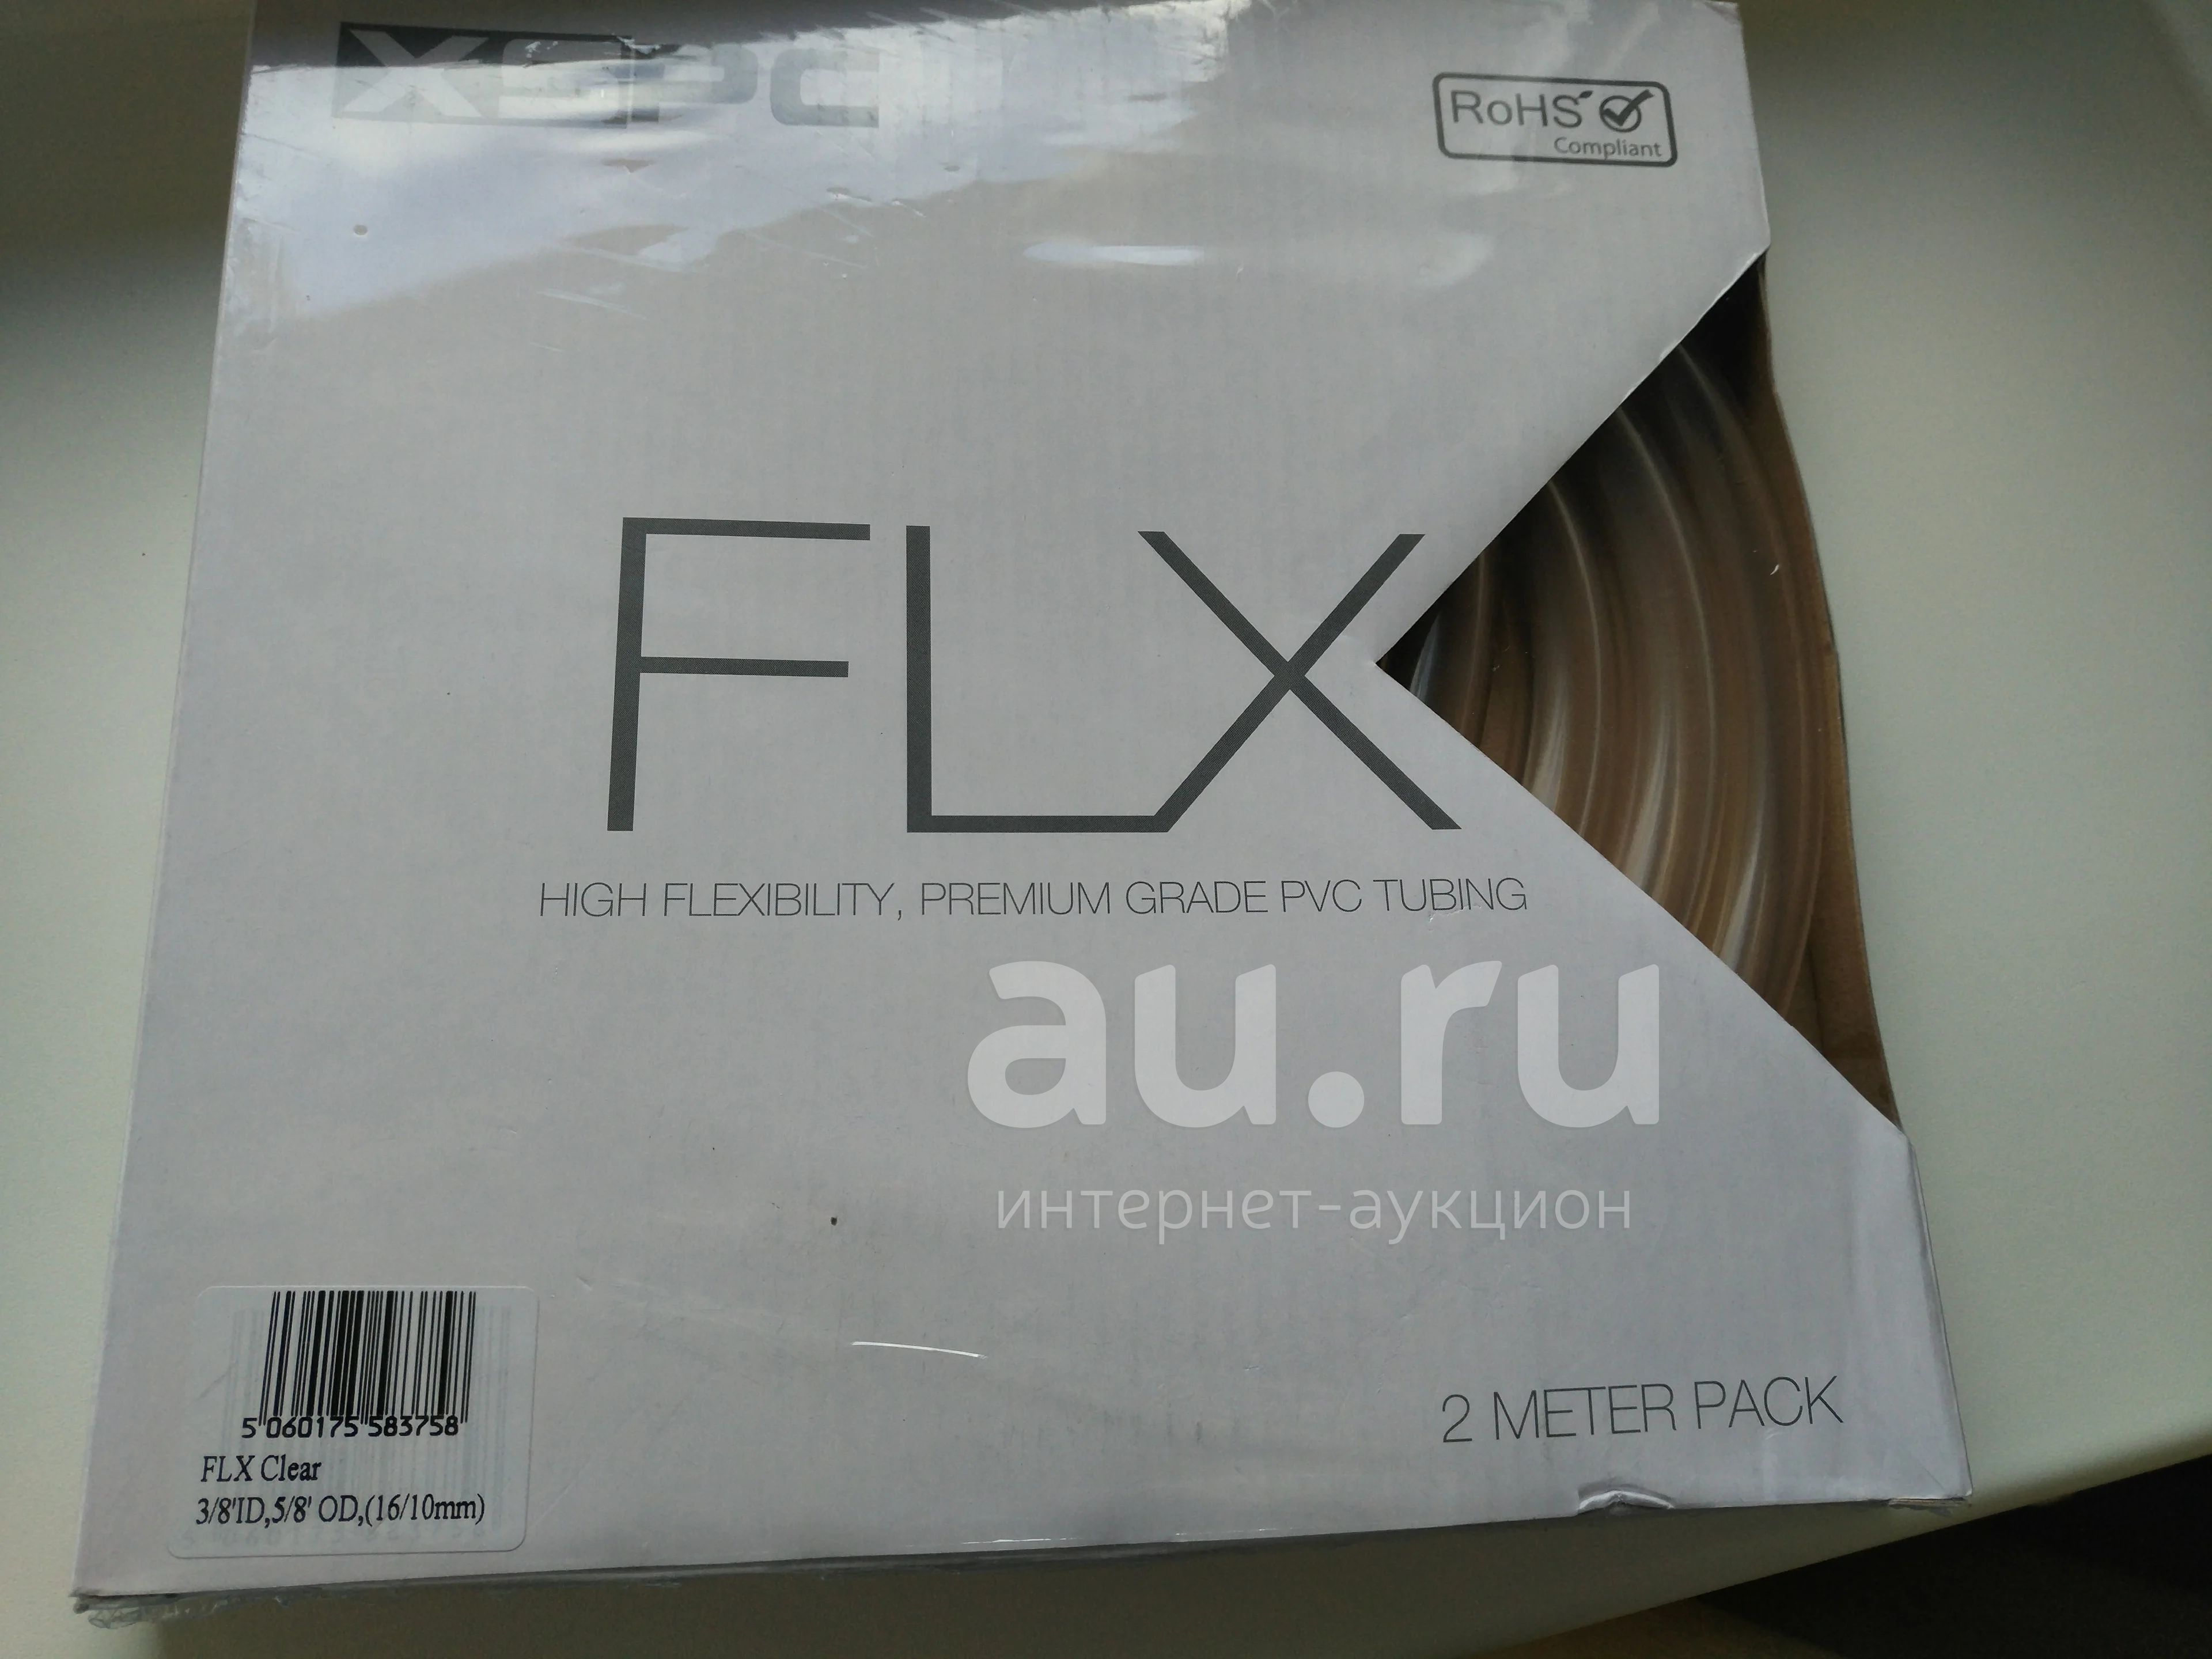 XSPC
RoHS
Compliant
FLX
HIGH FLEXIBILITY, PREMIUM GRADE PVC TUBING
au.ru
интернет-аукцион
5 060175 583758
FLX Clear
3/8'ID,5/8' OD,(16/10mm)
2 METER PACK